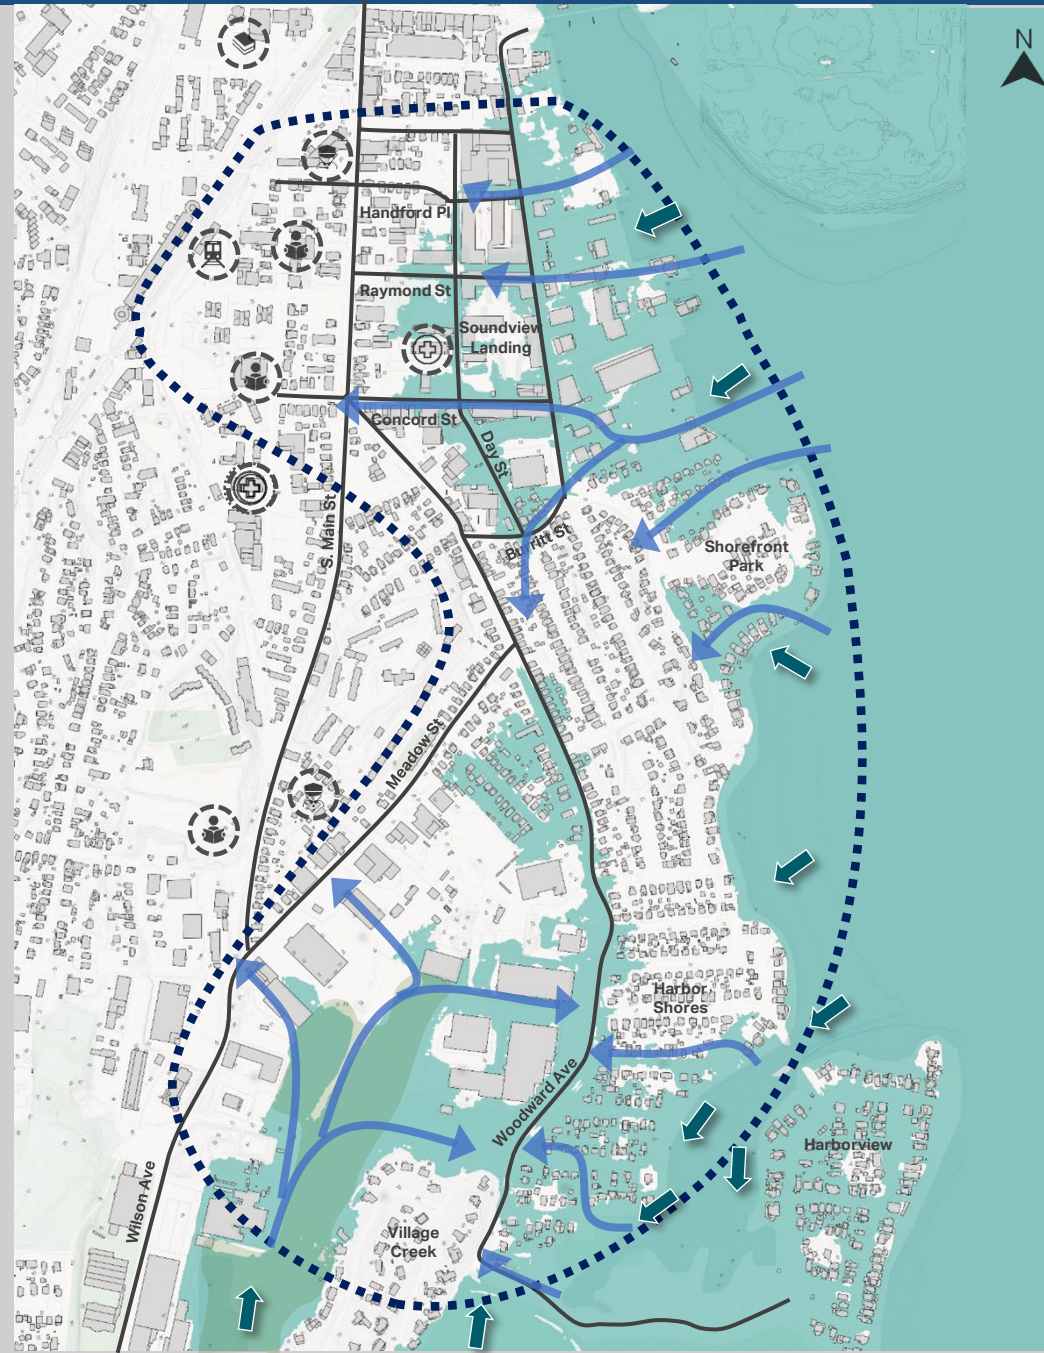 N
Handford Pl
Raymond St
Soundview
Landing
Concord St
Day St
S. Main St
Burritt St
Shorefront
Park
Meadow St
Harbor
Shores
Woodward Ave
Harborview
Wilson Ave
Village
Creek